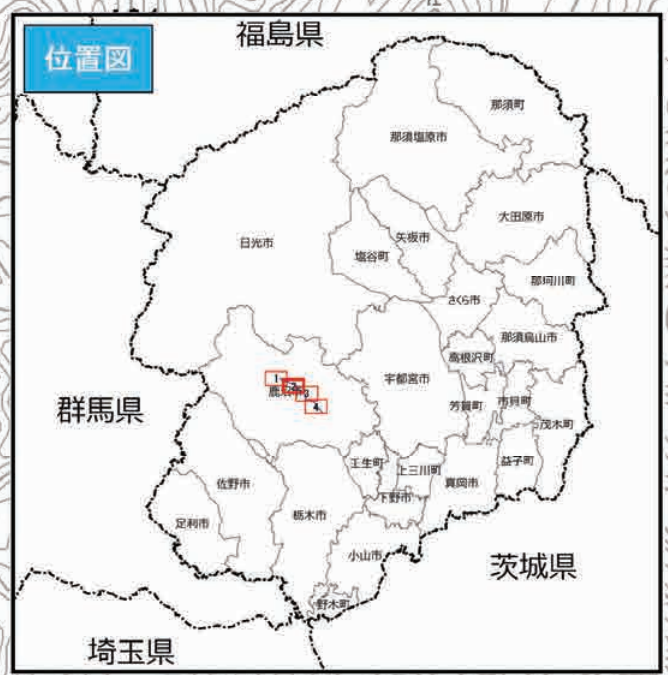 福島県
位置図
那須町
那須塩原市
大田原市
日光市
矢板市
塩谷町
那珂川町
さくら市
那須烏山市
高根沢町
宇都宮市
1
3
4
群馬県
芳賀町
市貝町
茂木町
壬生町
上三川町
真岡市
益子町
佐野市
下野市
栃木市
足利市
小山市
茨城県
野木町
埼玉県